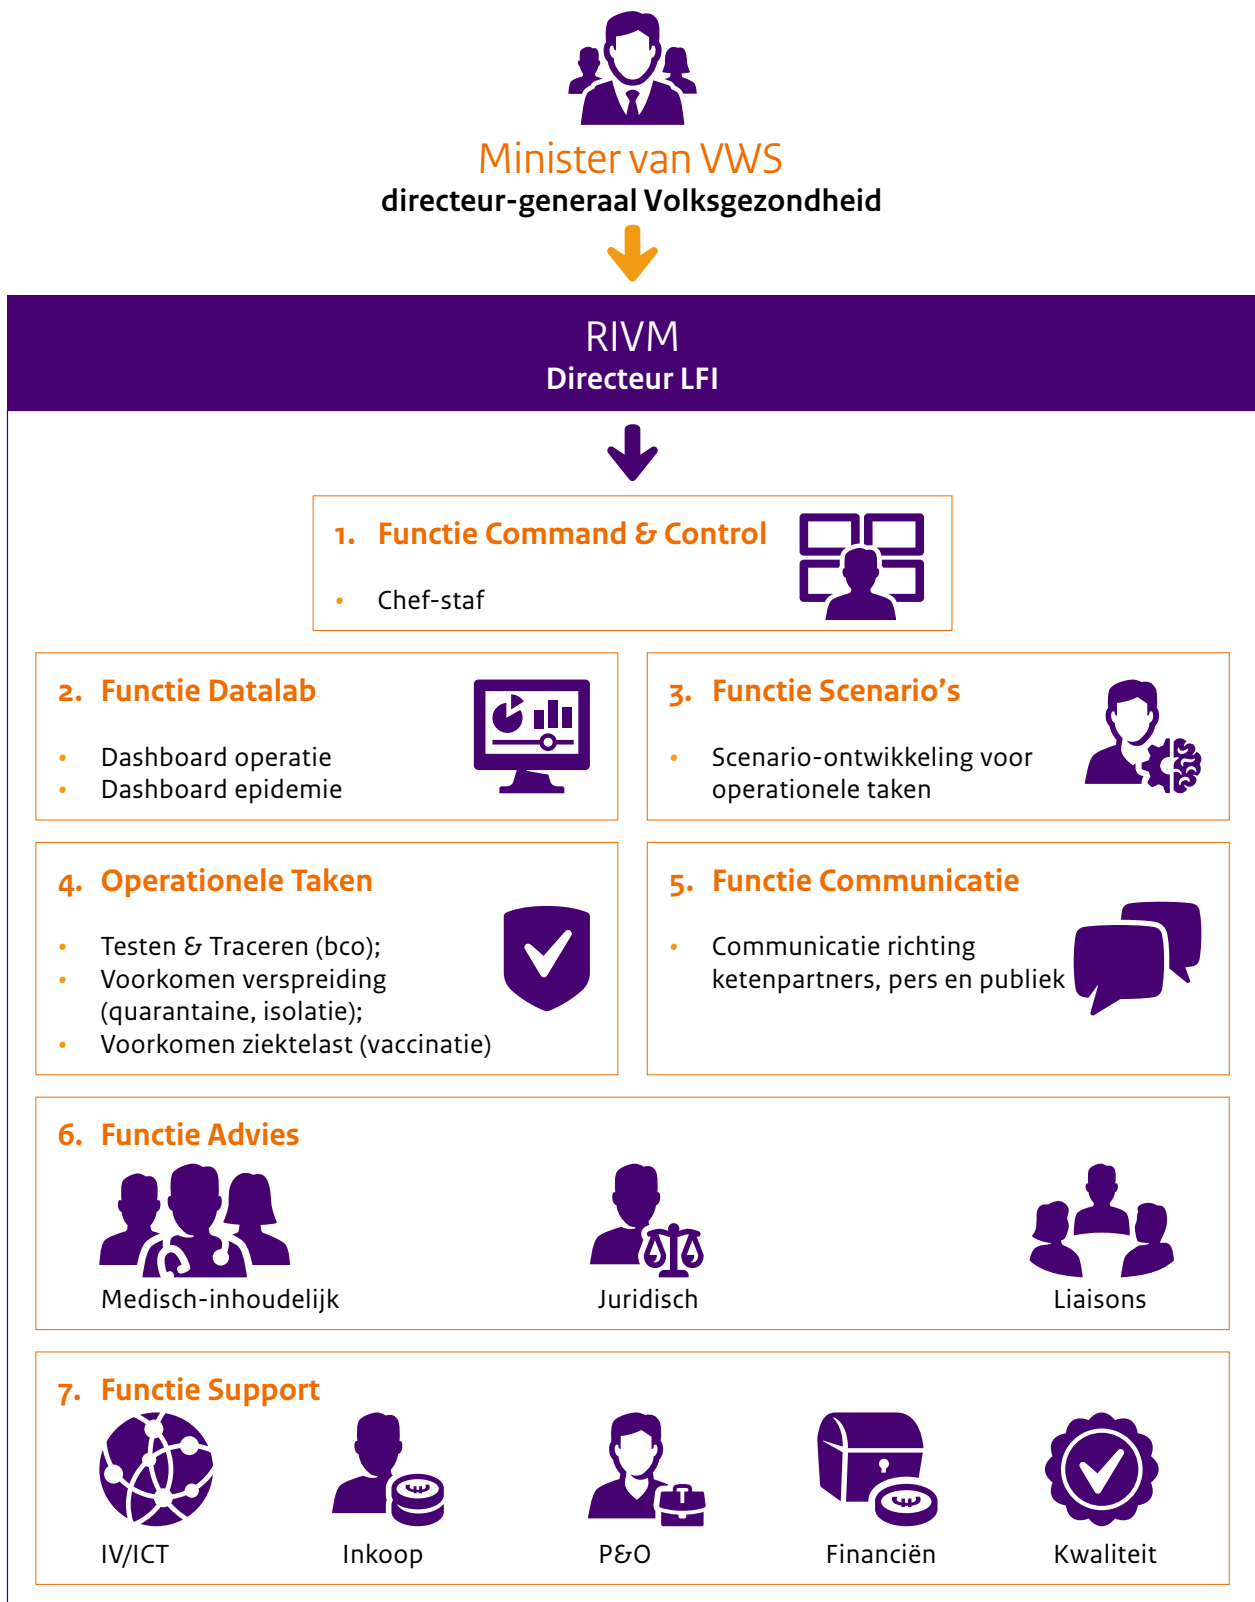 Minister van VWS
directeur-generaal Volksgezondheid
RIVM
Directeur LFI
1. Functie Command & Control
• Chef-staf
2. Functie Datalab
• Dashboard operatie
• Dashboard epidemie
3. Functie Scenario’s
• Scenario-ontwikkeling voor
operationele taken
4. Operationele Taken
• Testen & Traceren (bco);
• Voorkomen verspreiding
(quarantaine, isolatie);
• Voorkomen ziektelast (vaccinatie)
5. Functie Communicatie
• Communicatie richting
ketenpartners, pers en publiek
6. Functie Advies
Medisch-inhoudelijk
Juridisch
Liaisons
7. Functie Support
IV/ICT
Inkoop
P&O
Financiën
Kwaliteit